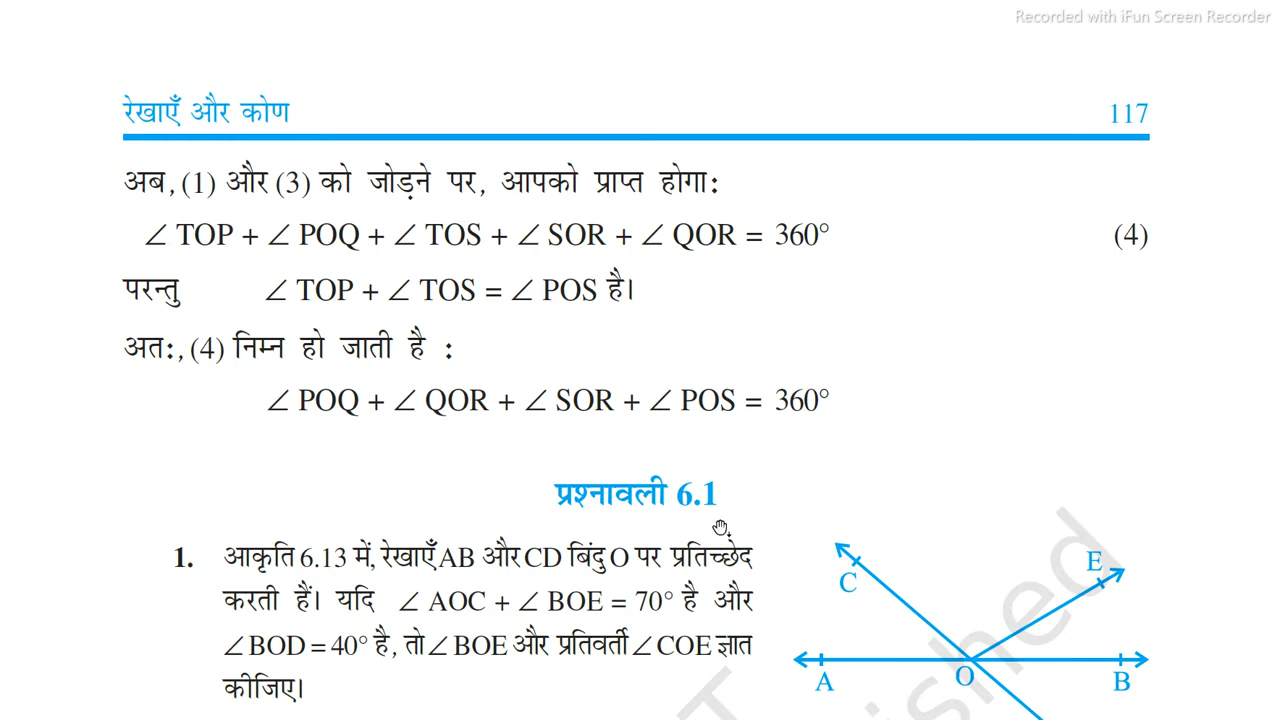 Recorded with iFun Screen Recorder
रेखाएँ और कोण 117
अब, (1) और (3) को जोड़ने पर, आपको प्राप्त होगा:
∠ TOP + ∠ POQ + ∠ TOS + ∠ SOR + ∠ QOR = 360° (4)
परन्तु ∠ TOP + ∠ TOS = ∠ POS है।
अतः, (4) निम्न हो जाती है :
∠ POQ + ∠ QOR + ∠ SOR + ∠ POS = 360°
प्रश्नावली 6.1
1. आकृति 6.13 में, रेखाएँ AB और CD बिंदु O पर प्रतिच्छेद
करती हैं। यदि ∠ AOC + ∠ BOE = 70° है और
∠BOD = 40° है, तो ∠ BOE और प्रतिवर्ती ∠ COE ज्ञात
कीजिए।
E
C
A O B